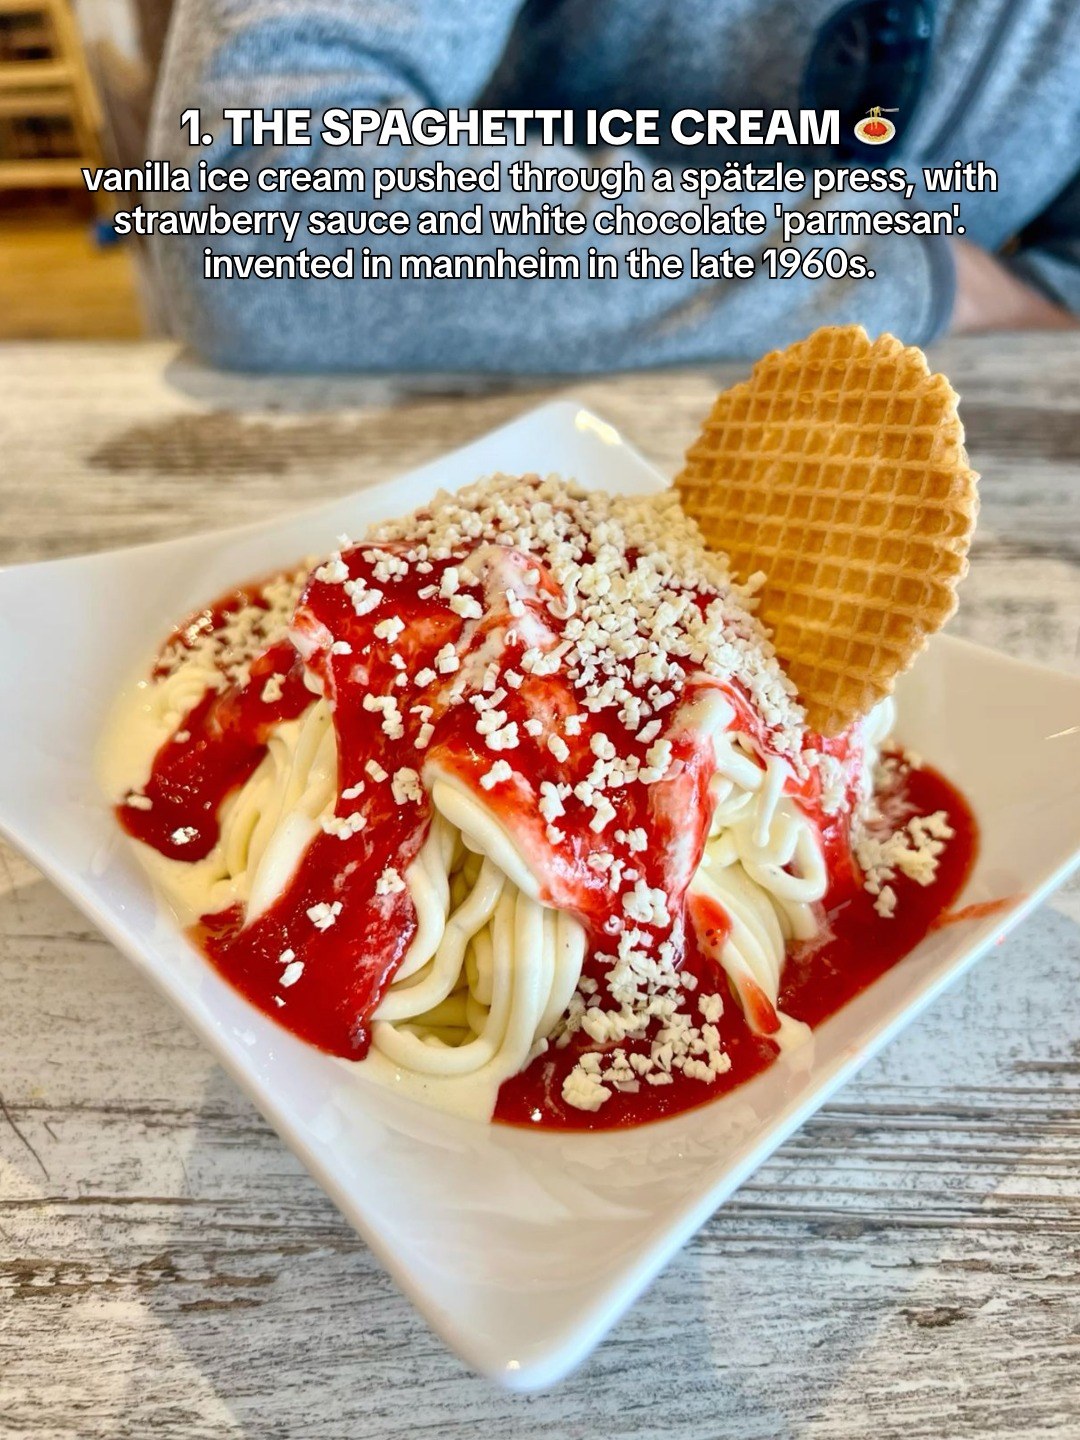 1. THE SPAGHETTI ICE CREAM 🍝
vanilla ice cream pushed through a spätzle press, with
strawberry sauce and white chocolate 'parmesan'.
invented in mannheim in the late 1960s.